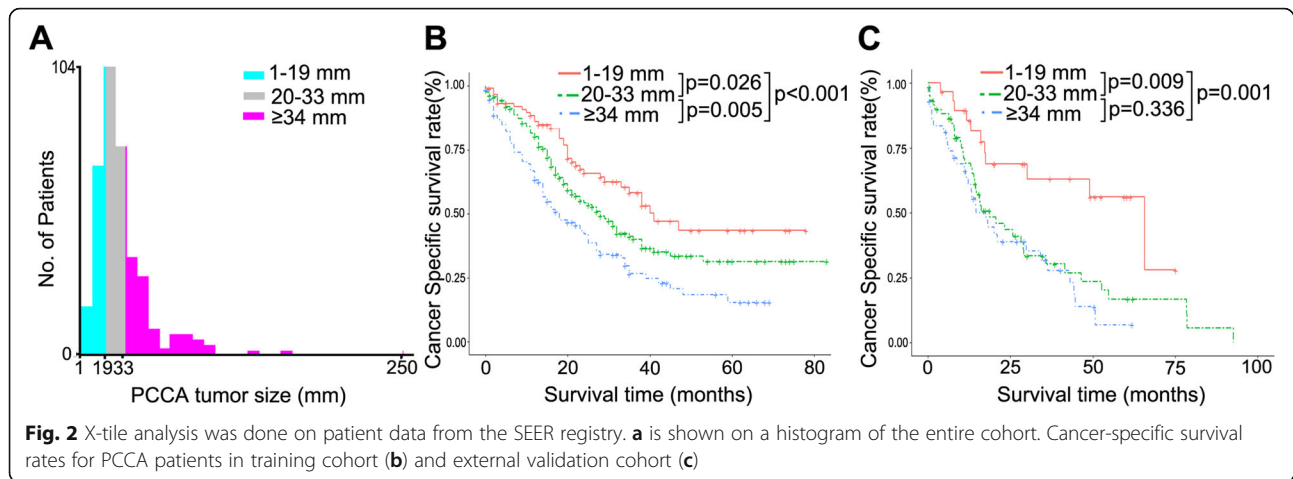 A
104
No. of Patients
0
1-19 mm
20-33 mm
≥34 mm
1 1933 250
PCCA tumor size (mm)
B
Cancer Specific survival rate(%)
1.00
0.75
0.50
0.25
0.00
1-19 mm
20-33 mm
≥34 mm
p=0.026
p=0.005
p<0.001
0 20 40 60 80
Survival time (months)
C
Cancer Specific survival rate(%)
1.00
0.75
0.50
0.25
0.00
1-19 mm
20-33 mm
≥34 mm
p=0.009
p=0.336
p=0.001
0 25 50 75 100
Survival time (months)
Fig. 2 X-tile analysis was done on patient data from the SEER registry. a is shown on a histogram of the entire cohort. Cancer-specific survival
rates for PCCA patients in training cohort (b) and external validation cohort (c)